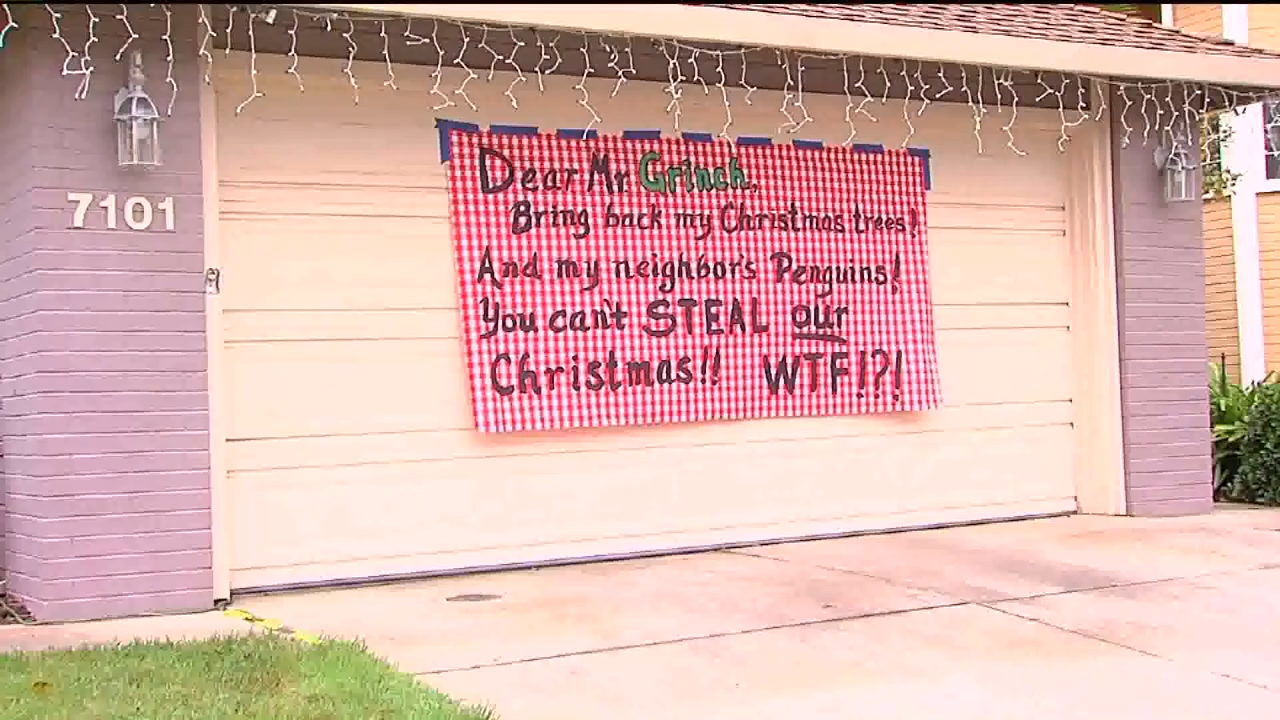 7101
Dear Mr. Grinch,
Bring back my Christmas trees!
And my neighbor's Penguins!
You can't STEAL our
Christmas!! WTF!?!